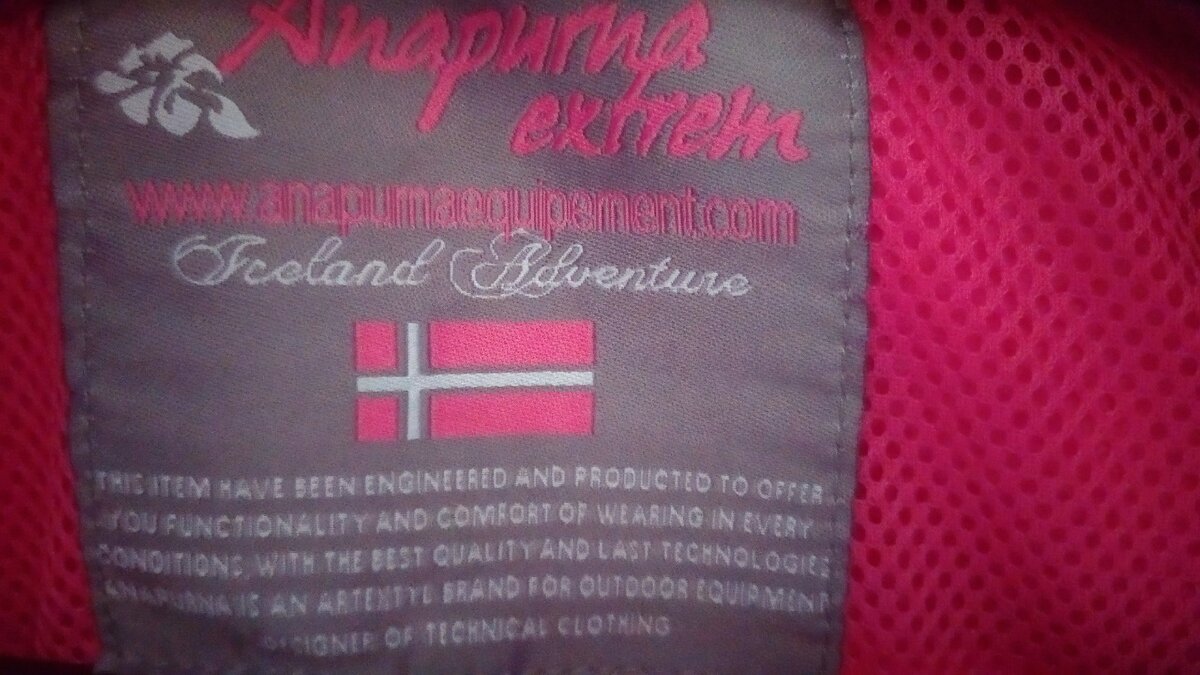 Anapurna
extrem
www.anapurnaequipement.com
Iceland Adventure
THIS ITEM HAVE BEEN ENGINEERED AND PRODUCTED TO OFFER
YOU FUNCTIONALITY AND COMFORT OF WEARING IN EVERY
CONDITIONS, WITH THE BEST QUALITY AND LAST TECHNOLOGIES
ANAPURNA IS AN ARTEXTYL BRAND FOR OUTDOOR EQUIPMENT
DESIGNER OF TECHNICAL CLOTHING